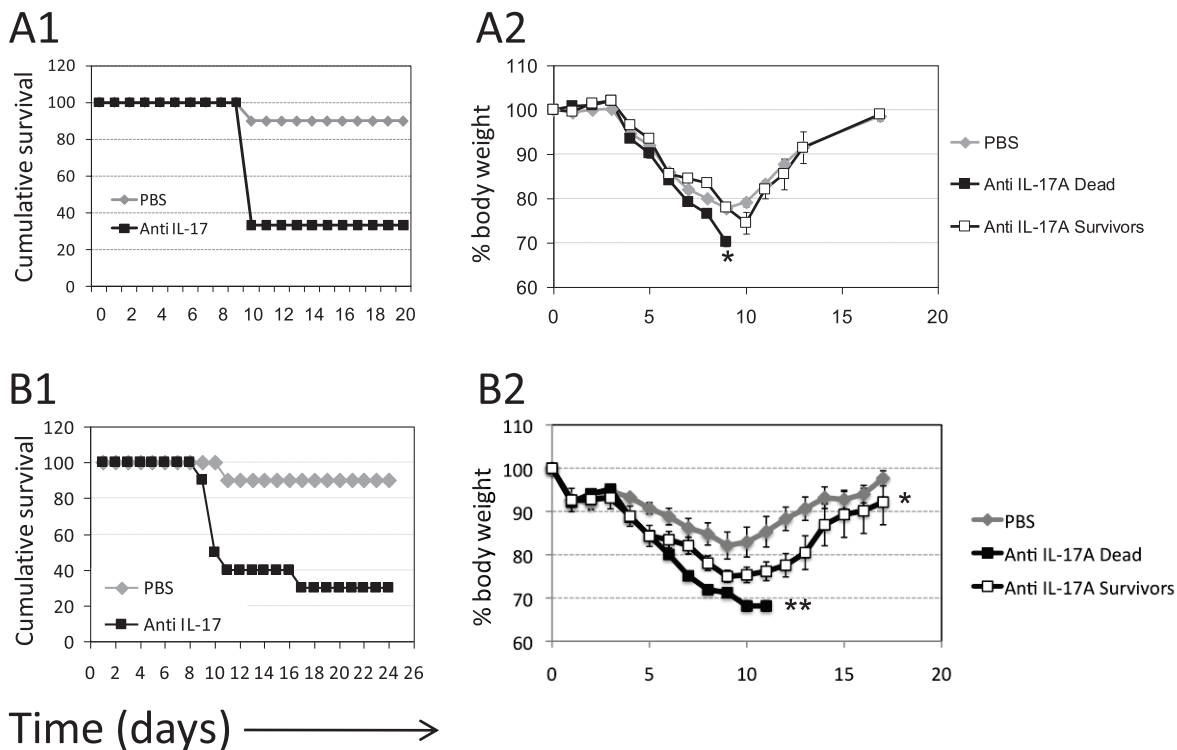 A1
120
100
80
60
40
20
0
Cumulative survival
PBS
Anti IL-17
0 2 4 6 8 10 12 14 16 18 20
A2
110
100
90
80
70
60
% body weight
*
0 5 10 15 20
PBS
Anti IL-17A Dead
Anti IL-17A Survivors
B1
120
100
80
60
40
20
0
Cumulative survival
PBS
Anti IL-17
0 2 4 6 8 10 12 14 16 18 20 22 24 26
B2
110
100
90
80
70
60
% body weight
*
**
0 5 10 15 20
PBS
Anti IL-17A Dead
Anti IL-17A Survivors
Time (days)